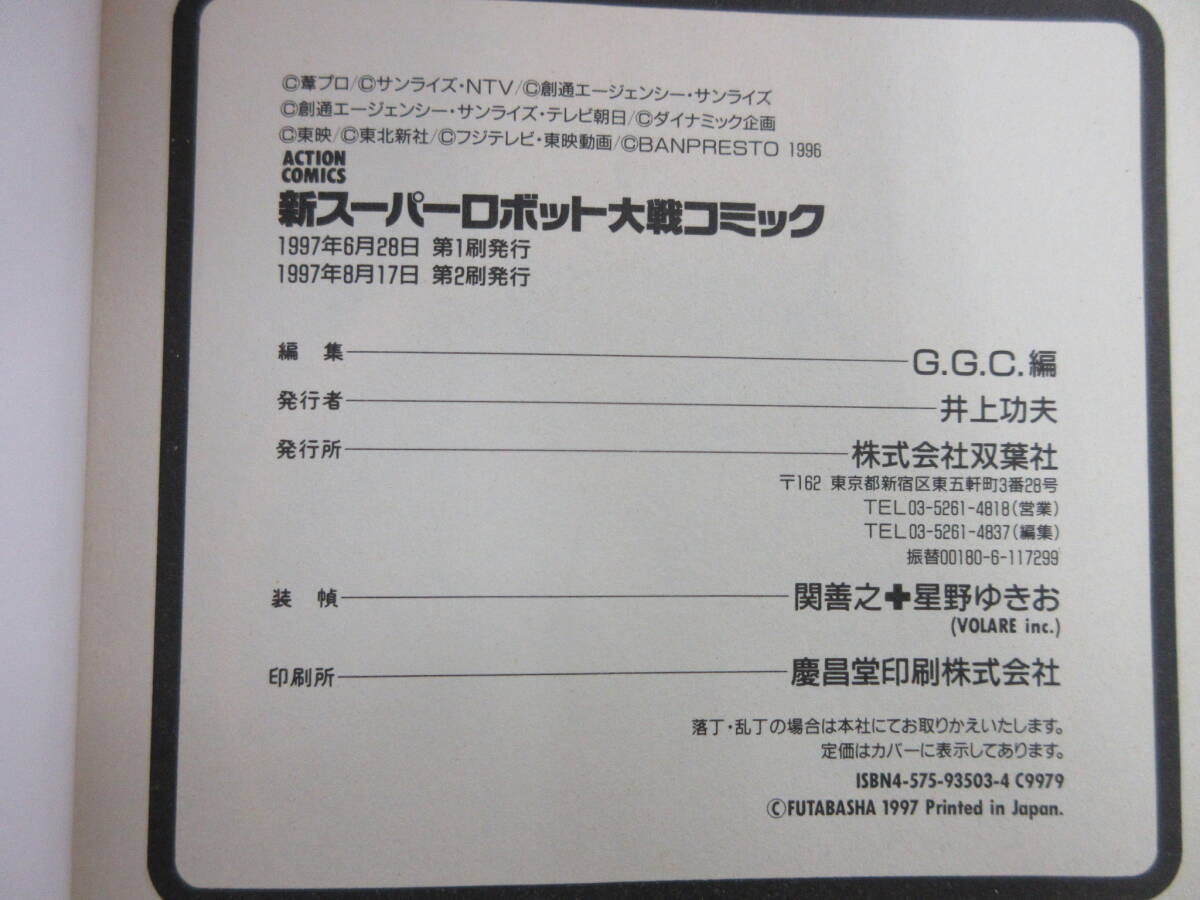 ©葦プロ/©サンライズ・NTV/©創通エージェンシー・サンライズ
©創通エージェンシー・サンライズ・テレビ朝日/©ダイナミック企画
©東映/©東北新社/©フジテレビ・東映動画/©BANPRESTO 1996
ACTION
COMICS
新スーパーロボット大戦コミック
1997年6月28日 第1刷発行
1997年8月17日 第2刷発行
編 集 G.G.C.編
発行者 井上功夫
発行所 株式会社双葉社
〒162 東京都新宿区東五軒町3番28号
TEL03-5261-4818(営業)
TEL03-5261-4837(編集)
振替00180-6-117299
装 幀 関善之✚星野ゆきお
(VOLARE inc.)
印刷所 慶昌堂印刷株式会社
落丁・乱丁の場合は本社にてお取りかえいたします。
定価はカバーに表示してあります。
ISBN4-575-93503-4 C9979
©FUTABASHA 1997 Printed in Japan.